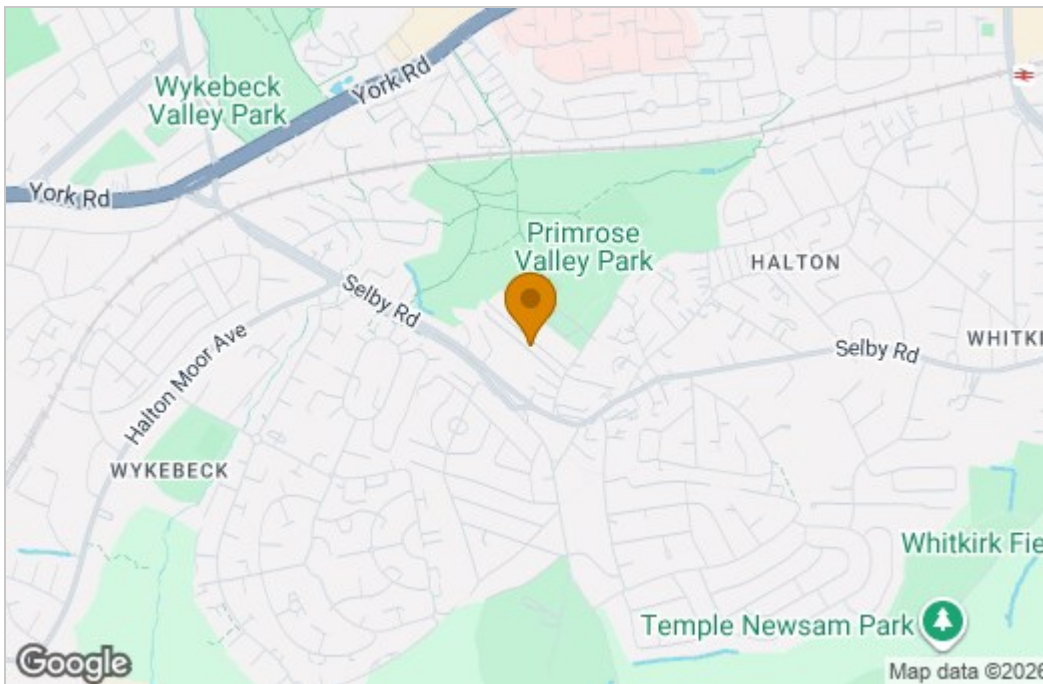 Wykebeck
Valley Park
York Rd
York Rd
Primrose
Valley Park
HALTON
Selby Rd
Selby Rd
WHITKI
Halton Moor Ave
WYKEBECK
Whitkirk Fie
Temple Newsam Park
Google
Map data ©2026